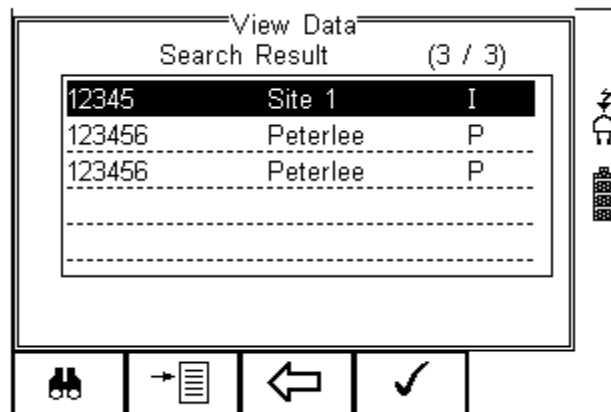 View Data
Search Result (3 / 3)
12345 Site 1 I
123456 Peterlee P
123456 Peterlee P